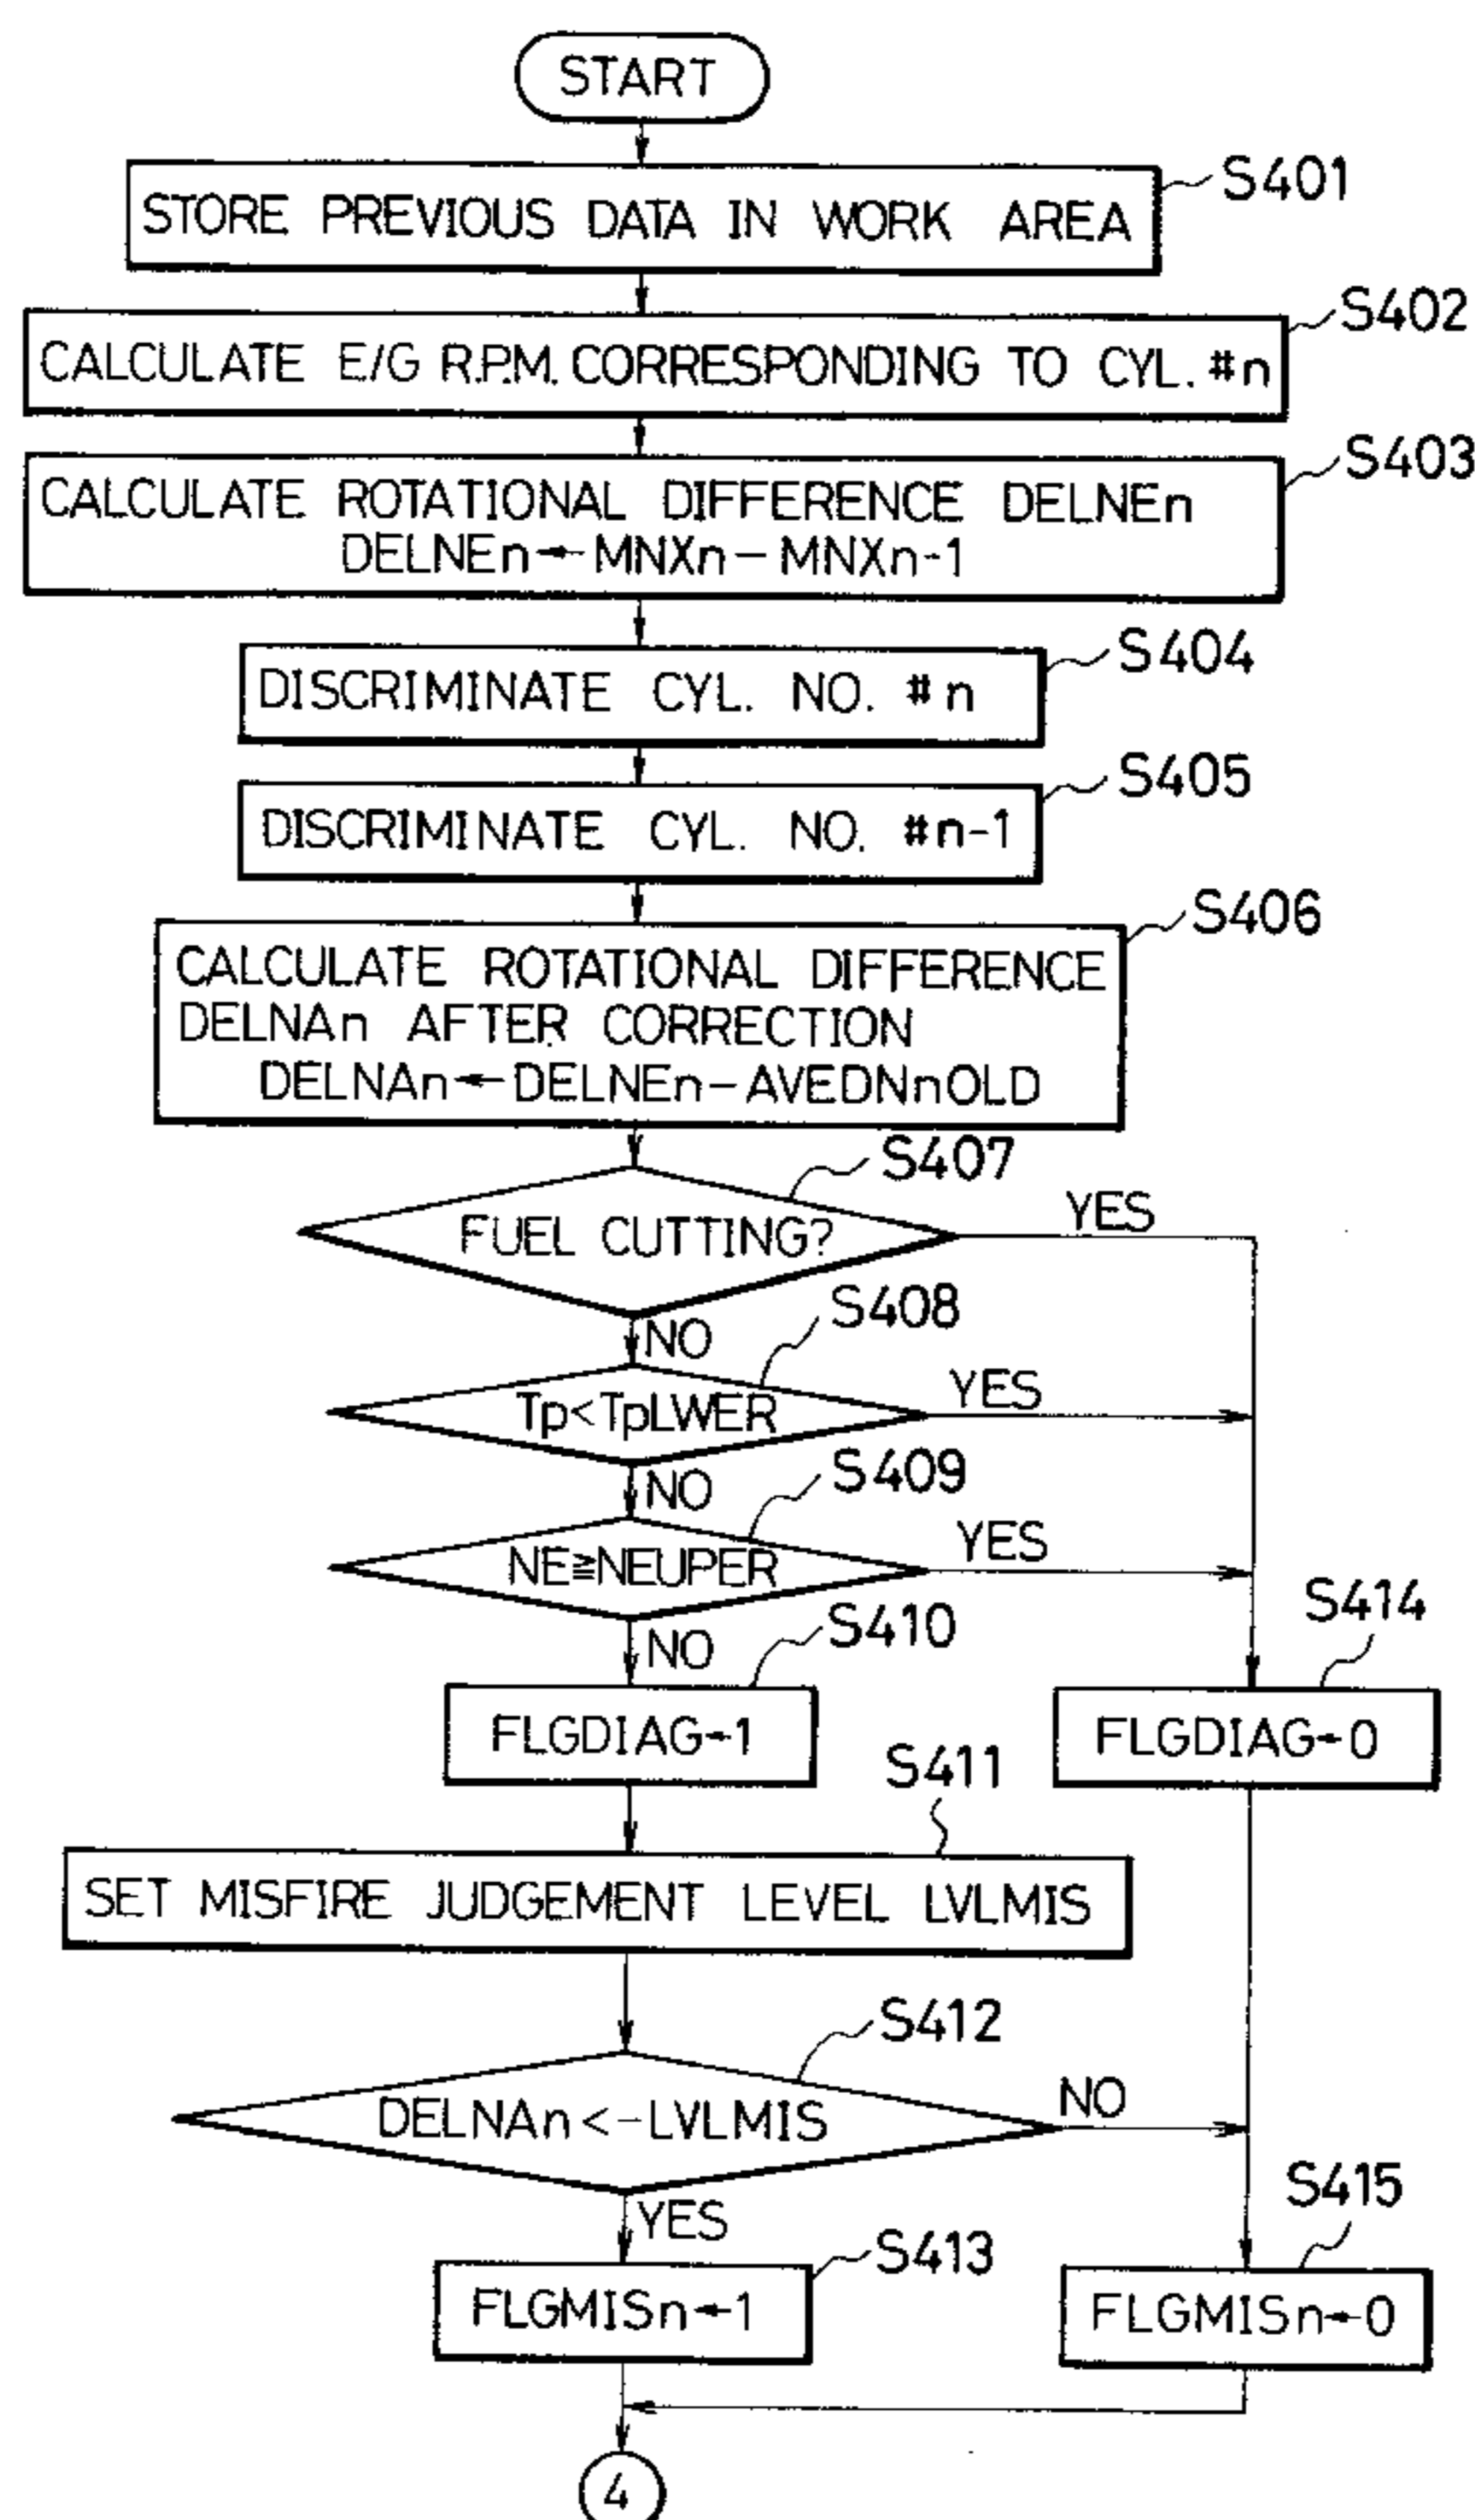 START
S401
STORE PREVIOUS DATA IN WORK AREA
S402
CALCULATE E/G R.P.M. CORRESPONDING TO CYL. #n
S403
CALCULATE ROTATIONAL DIFFERENCE DELNEn
DELNEn←MNXn-MNXn-1
S404
DISCRIMINATE CYL. NO. #n
S405
DISCRIMINATE CYL. NO. #n-1
S406
CALCULATE ROTATIONAL DIFFERENCE
DELNAn AFTER CORRECTION
DELNAn←DELNEn-AVEDNnOLD
S407
FUEL CUTTING?
YES
NO
S408
Tp<TpLWER
YES
NO
S409
NE≧NEUPER
YES
NO
S410
FLGDIAG←1
S414
FLGDIAG←0
S411
SET MISFIRE JUDGEMENT LEVEL LVLMIS
S412
DELNAn<-LVLMIS
NO
YES
S413
FLGMISn←1
S415
FLGMISn←0
4